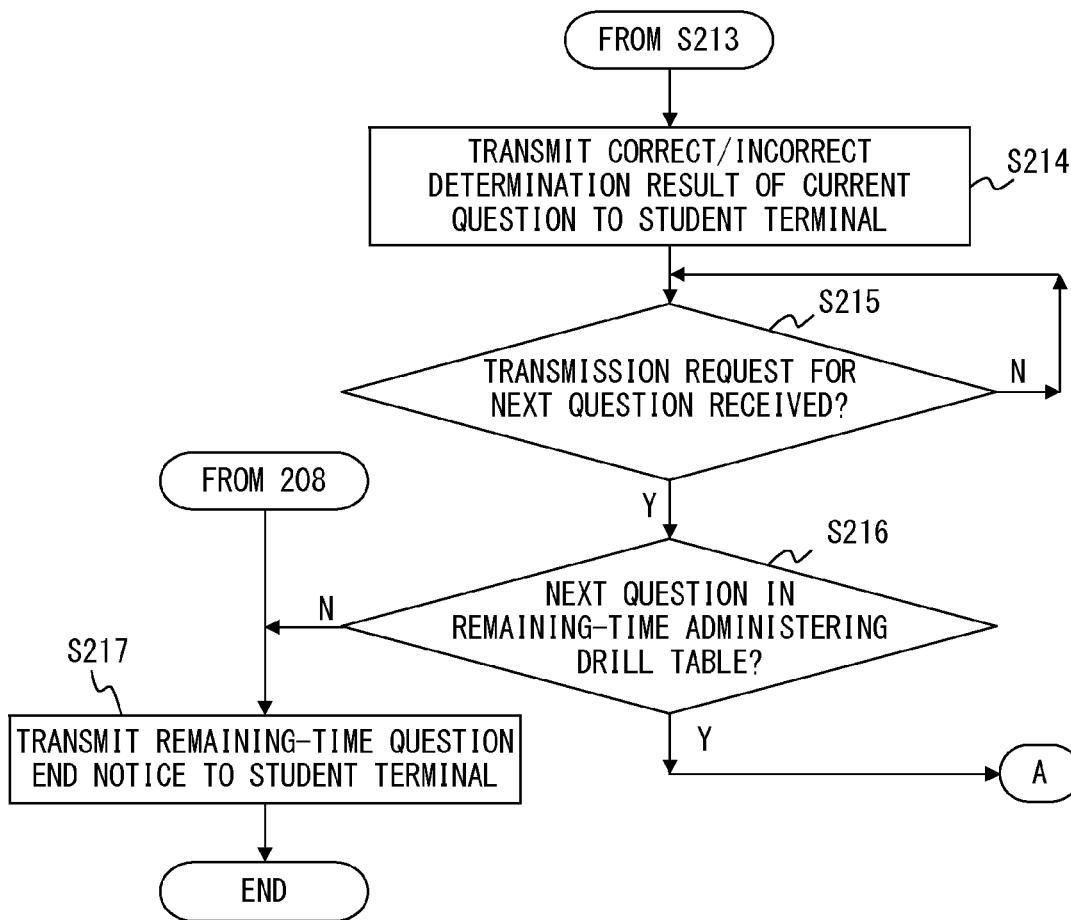 FROM S213
TRANSMIT CORRECT/INCORRECT
DETERMINATION RESULT OF CURRENT
QUESTION TO STUDENT TERMINAL
S214
S215
TRANSMISSION REQUEST FOR
NEXT QUESTION RECEIVED?
N
FROM 208
Y
S216
NEXT QUESTION IN
REMAINING-TIME ADMINISTERING
DRILL TABLE?
N
S217
TRANSMIT REMAINING-TIME QUESTION
END NOTICE TO STUDENT TERMINAL
Y
A
END